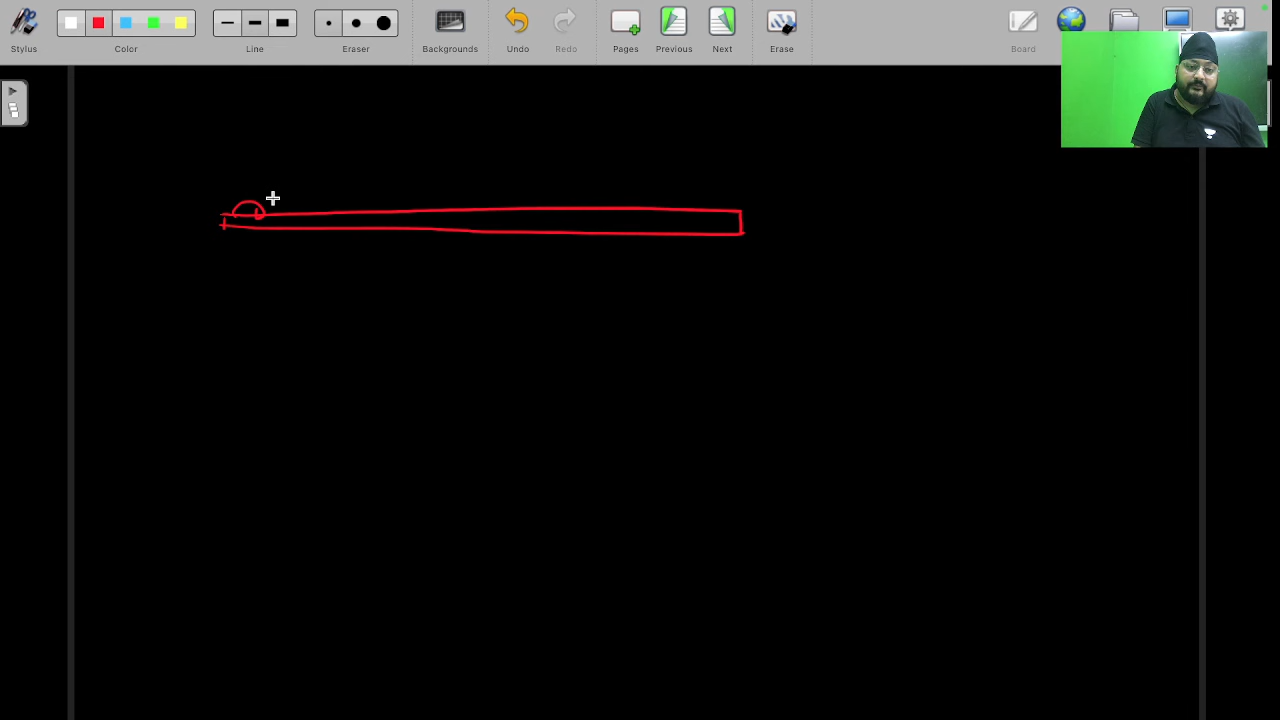 Stylus
Color
Line
Eraser
Backgrounds
Undo
Redo
Pages
Previous
Next
Erase
Board